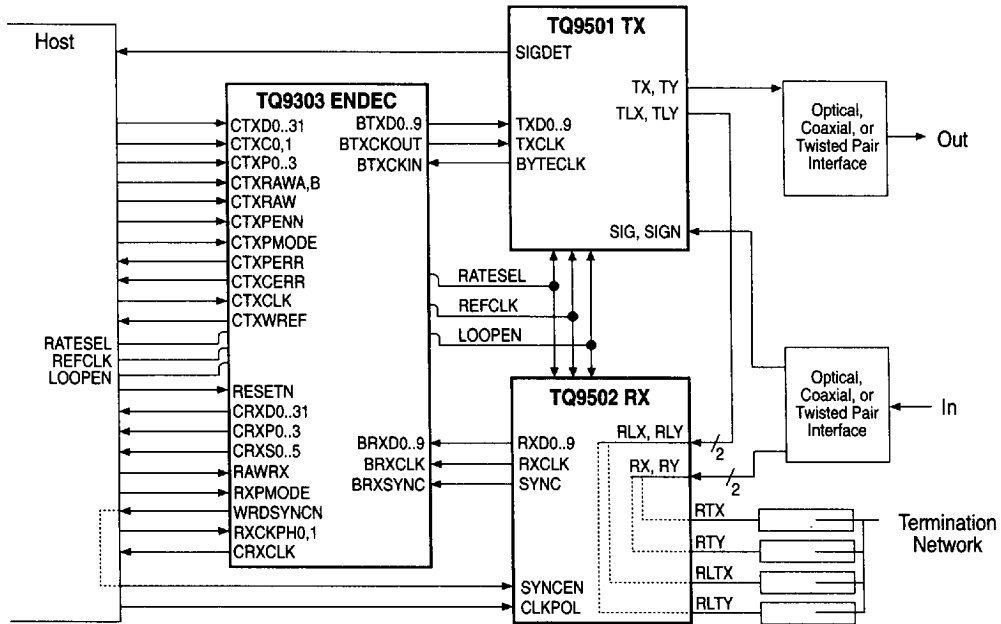 Host
TQ9501 TX
SIGDET
TX, TY
TLX, TLY
TXD0..9
TXCLK
BYTECLK
SIG, SIGN
Optical,
Coaxial, or
Twisted Pair
Interface
Out
TQ9303 ENDEC
CTXD0..31
CTXC0,1
CTXP0..3
CTXRAWA,B
CTXRAW
CTXPENN
CTXPMODE
CTXPERR
CTXCERR
CTXCLK
CTXWREF
BTXD0..9
BTXCKOUT
BTXCKIN
RATESEL
REFCLK
LOOPEN
RATESEL
REFCLK
LOOPEN
RESETN
CRXD0..31
CRXP0..3
CRXS0..5
RAWRX
RXPMODE
WRDSYNCN
RXCKPH0,1
CRXCLK
BRXD0..9
BRXCLK
BRXSYNC
TQ9502 RX
RLX, RLY
RXD0..9
RXCLK
SYNC
RX, RY
SYNCEN
CLKPOL
2
2
Optical,
Coaxial, or
Twisted Pair
Interface
In
RTX
RTY
RLTX
RLTY
Termination
Network